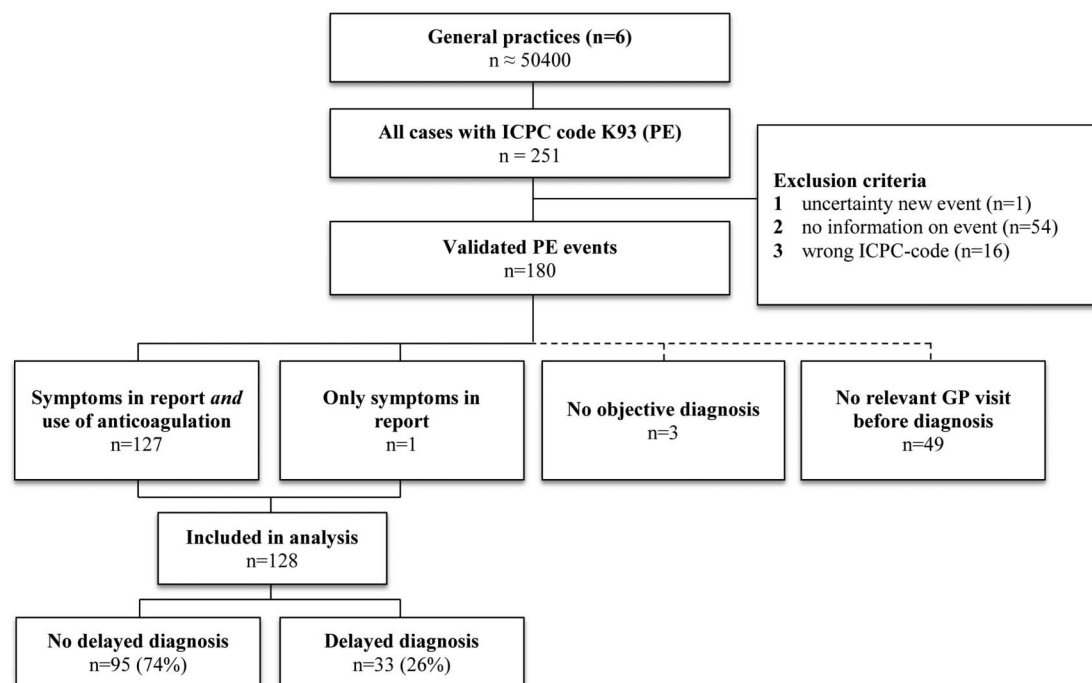 General practices (n=6)
n ≈ 50400
All cases with ICPC code K93 (PE)
n = 251
Exclusion criteria
1 uncertainty new event (n=1)
2 no information on event (n=54)
3 wrong ICPC-code (n=16)
Validated PE events
n=180
Symptoms in report and
use of anticoagulation
n=127
Only symptoms in
report
n=1
No objective diagnosis
n=3
No relevant GP visit
before diagnosis
n=49
Included in analysis
n=128
No delayed diagnosis
n=95 (74%)
Delayed diagnosis
n=33 (26%)